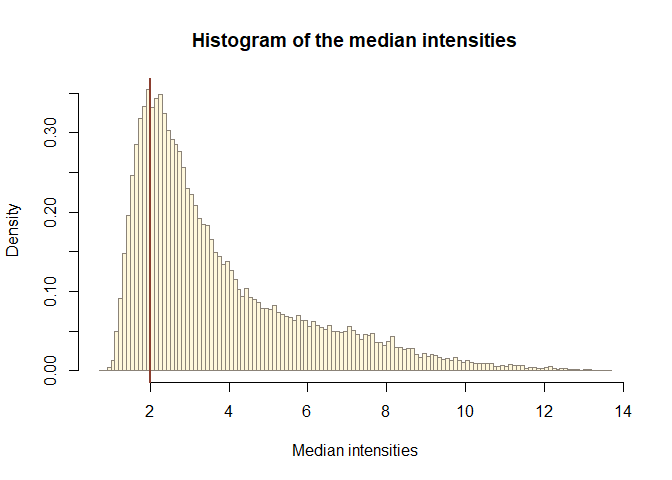 Histogram of the median intensities
Density
0.30
0.20
0.10
0.00
2 4 6 8 10 12 14
Median intensities